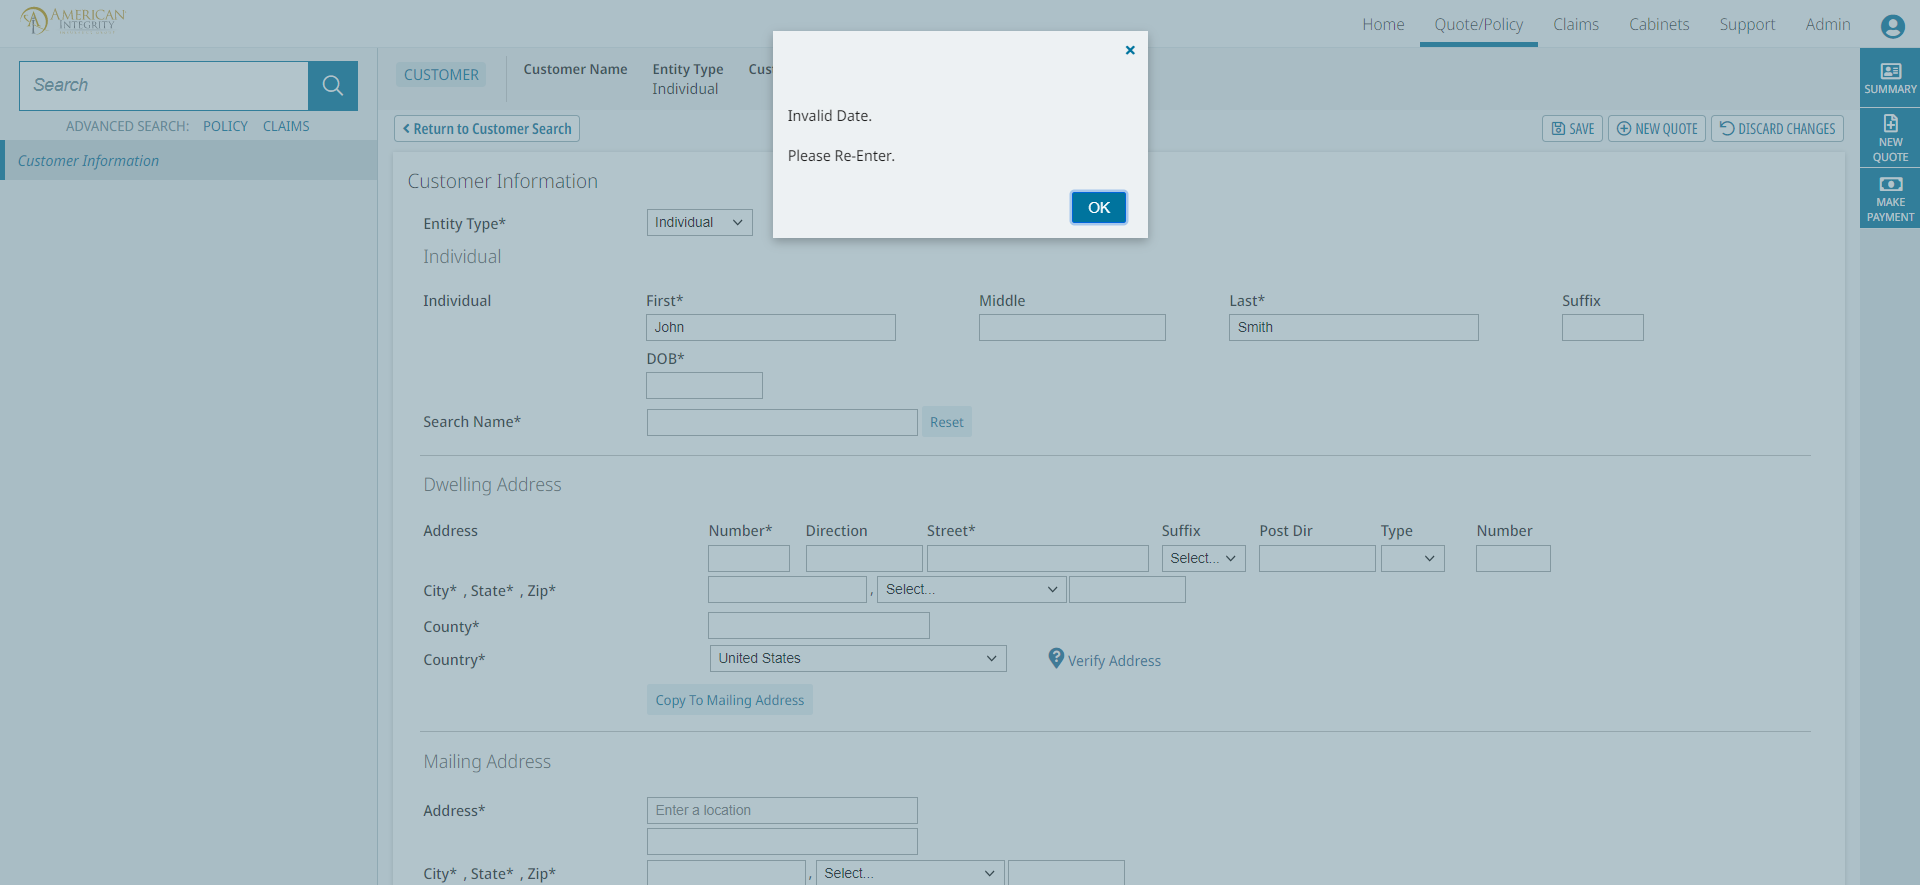 AMERICAN
INTEGRITY
Home Quote/Policy Claims Cabinets Support Admin
Search
ADVANCED SEARCH: POLICY CLAIMS
Customer Information
CUSTOMER
Customer Name Entity Type Cus
Individual
Return to Customer Search
SAVE NEW QUOTE DISCARD CHANGES
SUMMARY
NEW
QUOTE
MAKE
PAYMENT
×
Invalid Date.
Please Re-Enter.
OK
Customer Information
Entity Type* Individual
Individual
Individual First* Middle Last* Suffix
John Smith
DOB*
Search Name* Reset
Dwelling Address
Address Number* Direction Street* Suffix Post Dir Type Number
Select...
City* , State* , Zip* , Select...
County*
Country* United States Verify Address
Copy To Mailing Address
Mailing Address
Address* Enter a location
City* , State* , Zip* , Select...